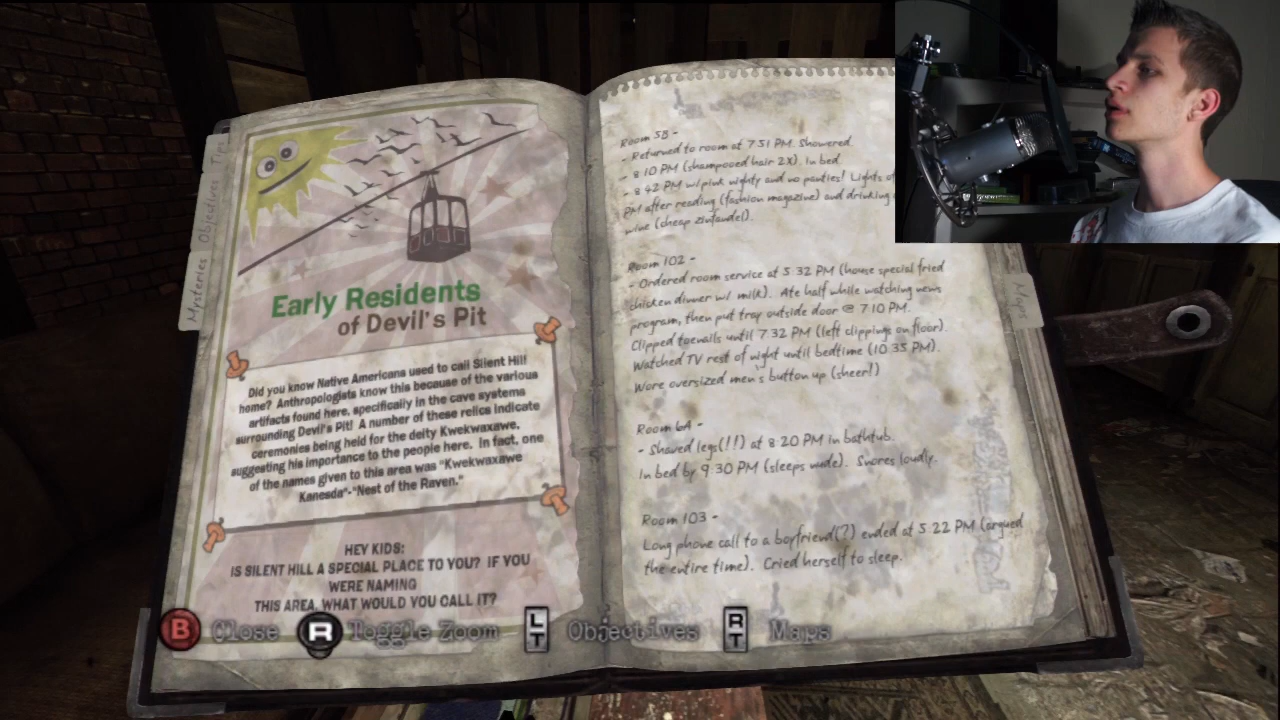 Tips
Objectives
Mysteries
Early Residents
of Devil's Pit
Did you know Native Americans used to call Silent Hill
home? Anthropologists know this because of the various
artifacts found here, specifically in the cave systems
surrounding Devil's Pit! A number of these relics indicate
ceremonies being held for the deity Kwekwaxawe,
suggesting his importance to the people here. In fact, one
of the names given to this area was "Kwekwaxawe
Kanesda"-"Nest of the Raven."
HEY KIDS:
IS SILENT HILL A SPECIAL PLACE TO YOU? IF YOU
WERE NAMING
THIS AREA, WHAT WOULD YOU CALL IT?
Room 5B -
- Returned to room at 7 51 PM. Showered
- 8 10 PM (shampooed hair 2X). In bed
- 8 42 PM w/pink nighty and no panties! Lights
after reading (fashion magazine) and drinking
wine (cheap zinfandel).
Room 102 -
- Ordered room service at 5 32 PM (house special fried
chicken dinner w/ milk). Ate half while watching news
program, then put tray outside door @ 7 10 PM.
Clipped toenails until 7 32 PM (left clippings on floor).
Watched TV rest of night until bedtime (10 35 PM).
Wore oversized men's button up (sheer!)
Room 6A -
- Shaved legs(!!) at 8 20 PM in bathtub.
In bed by 9 30 PM (sleeps nude). Snores loudly.
Room 103 -
Long phone call to a boyfriend(?) ended at 5 22 PM (argued
the entire time). Cried herself to sleep.
Maps
B Close R Toggle Zoom LT Objectives RT Maps